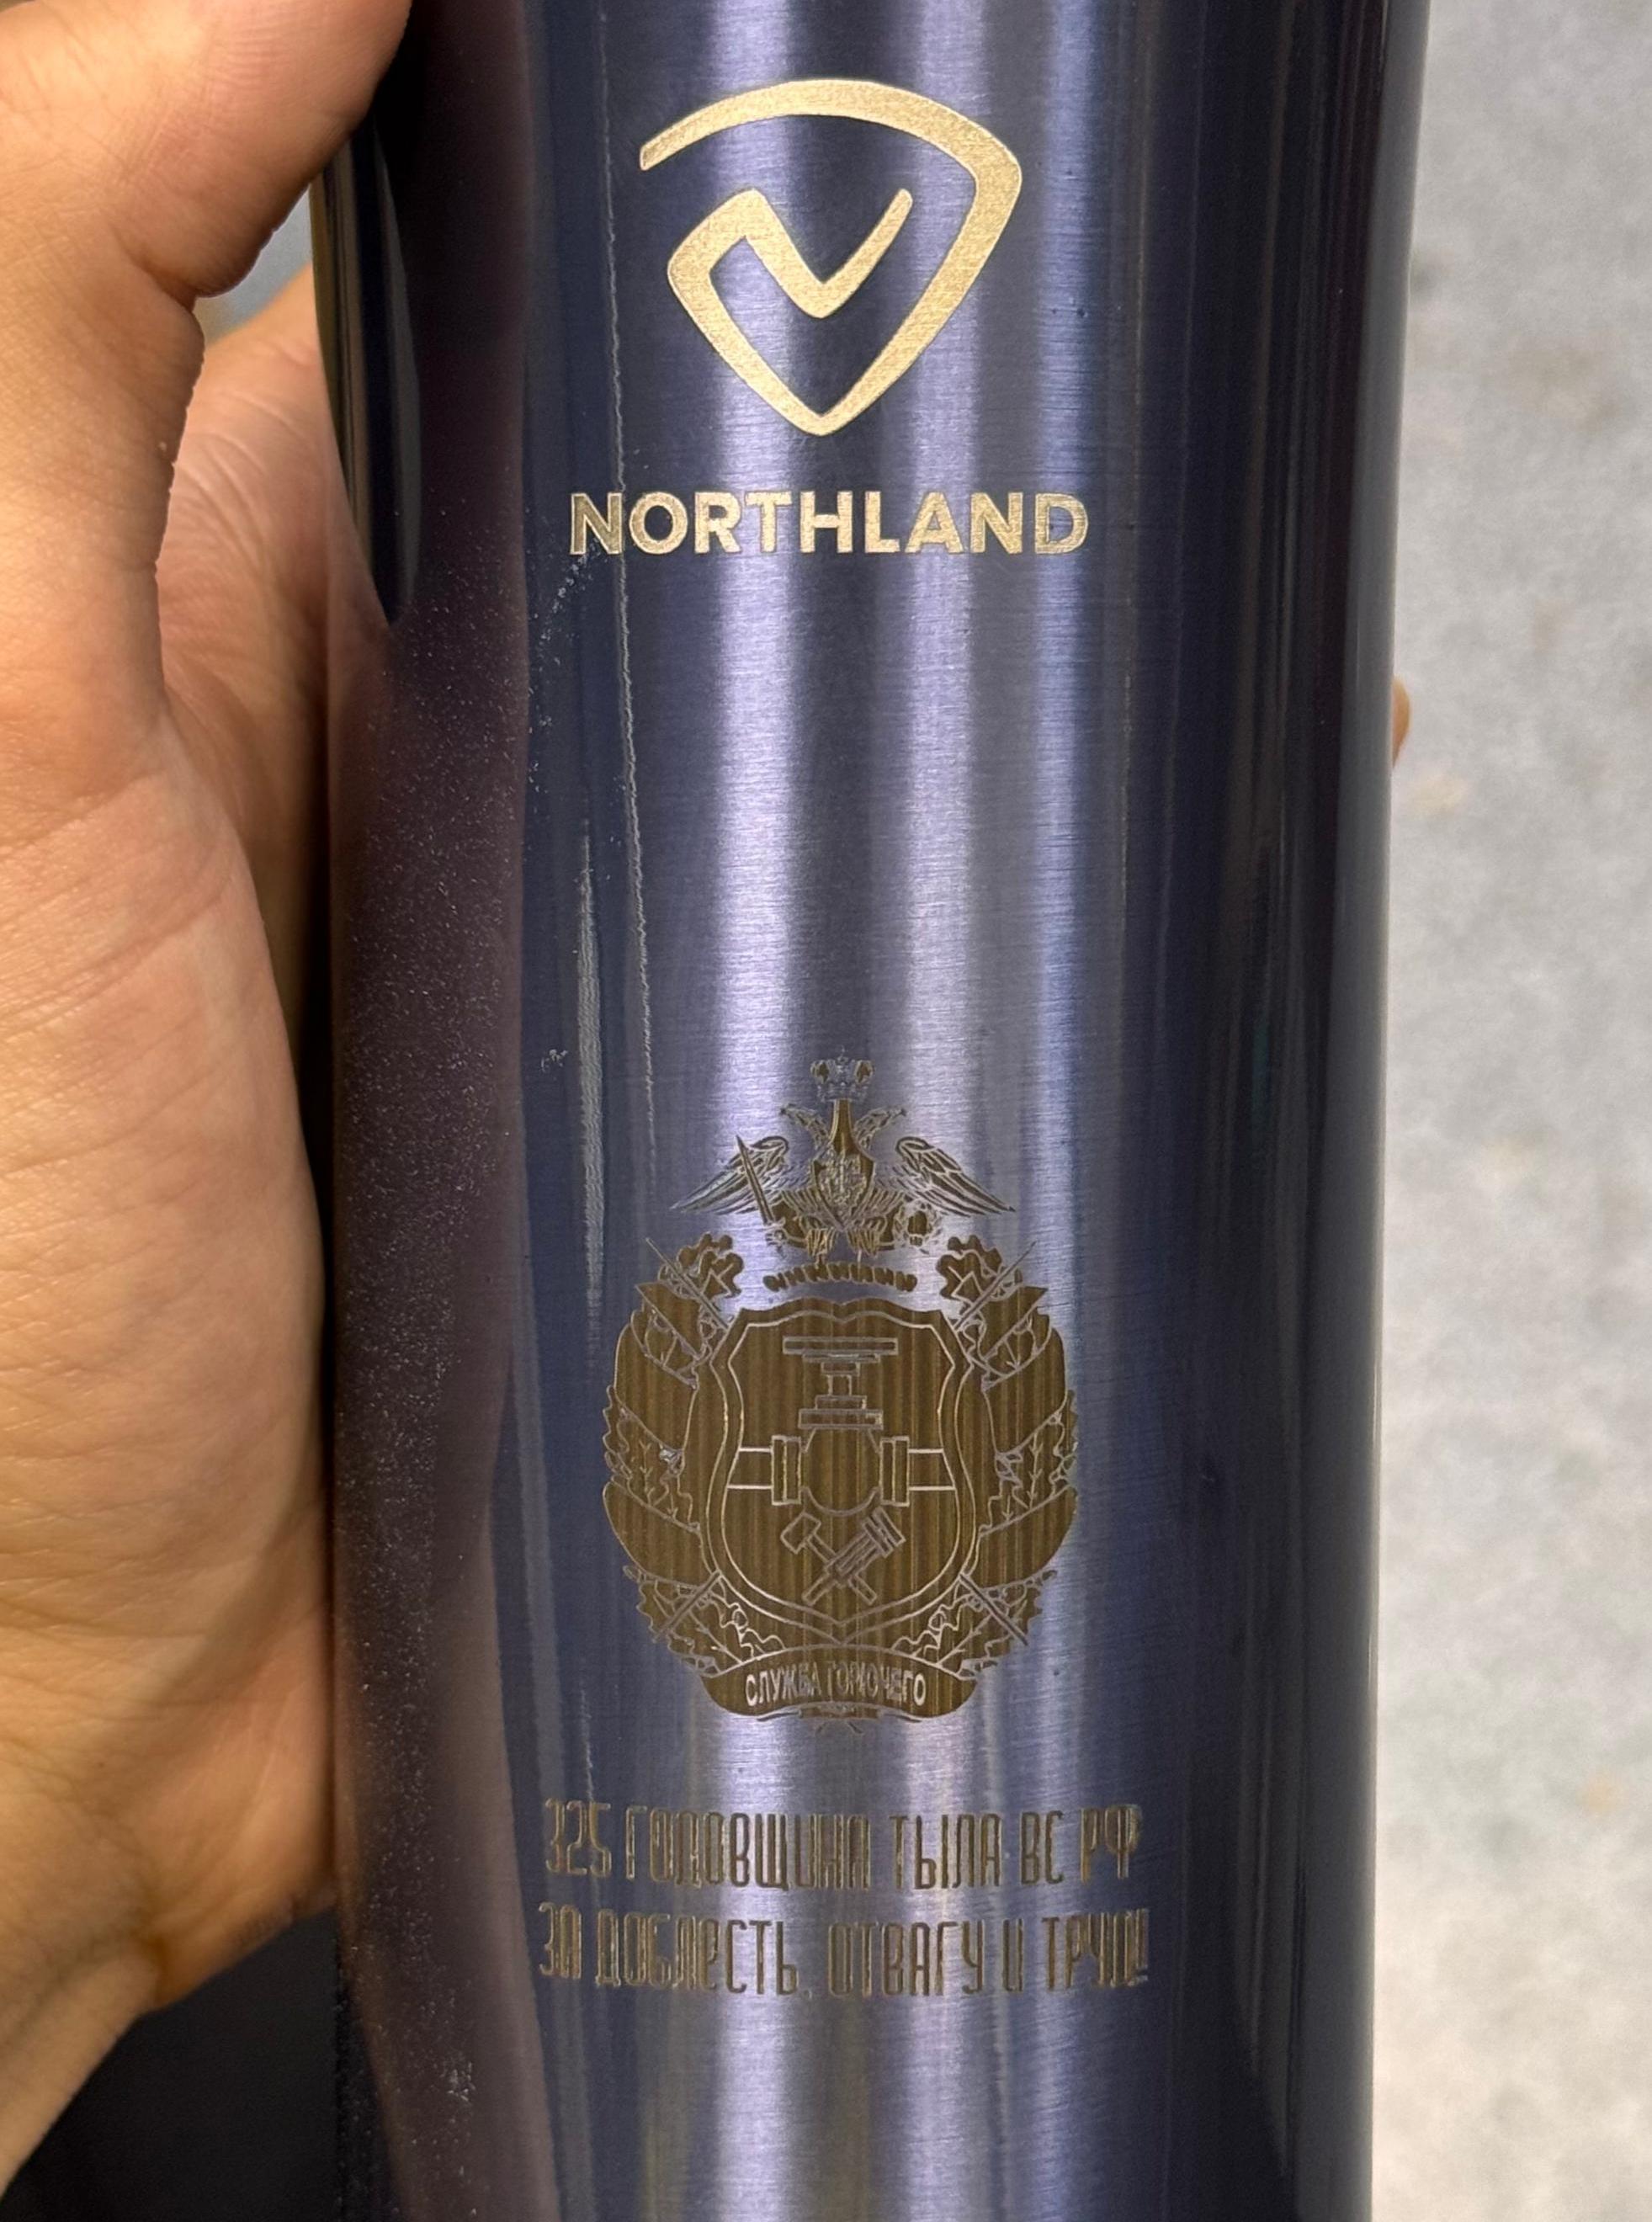 NORTHLAND
СЛУЖБА ГОРЮЧЕГО
325 ГОДОВЩИНА ТЫЛА ВС РФ
ЗА ДОБЛЕСТЬ, ОТВАГУ И ТРУД!